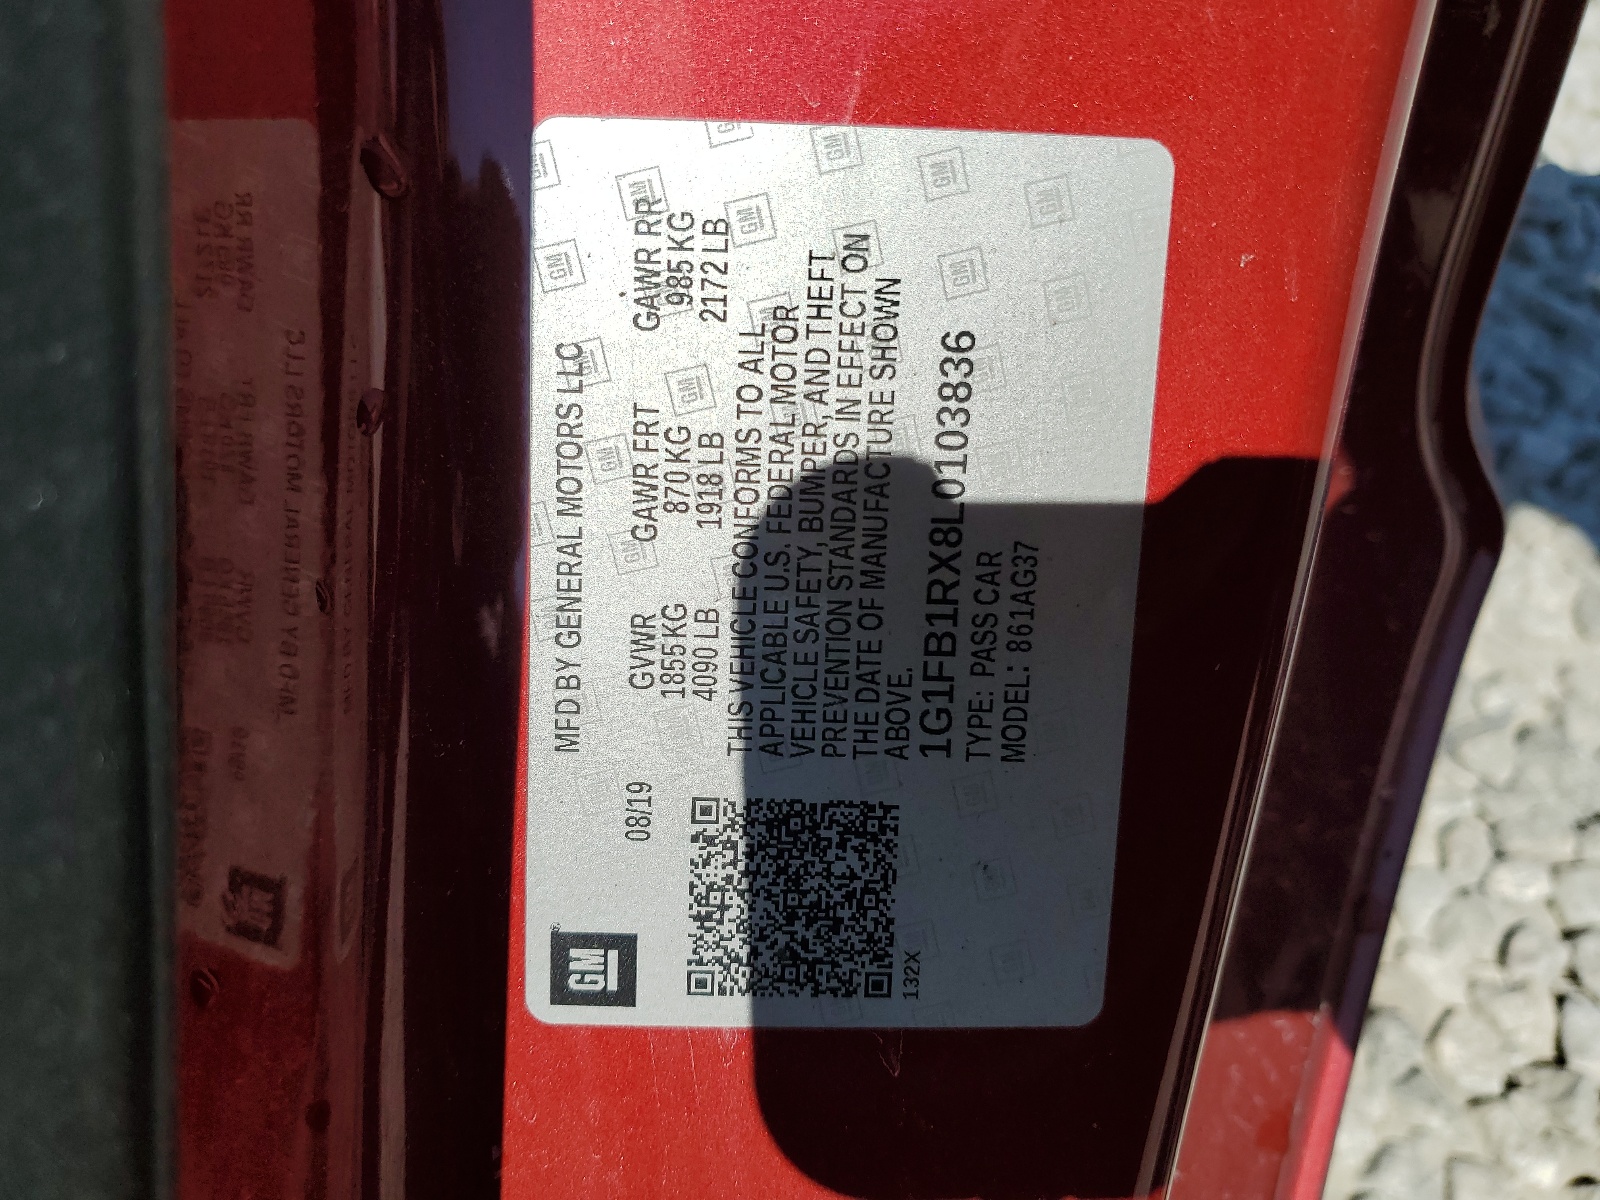 GM
08/19
MFD BY GENERAL MOTORS LLC
GVWR GAWR FRT GAWR RR
1855 KG 870 KG 985 KG
4090 LB 1918 LB 2172 LB
THIS VEHICLE CONFORMS TO ALL
APPLICABLE U.S. FEDERAL MOTOR
VEHICLE SAFETY, BUMPER, AND THEFT
PREVENTION STANDARDS IN EFFECT ON
THE DATE OF MANUFACTURE SHOWN
ABOVE.
1G1FB1RX8L0103836
TYPE: PASS CAR
MODEL: 861AG37
132X